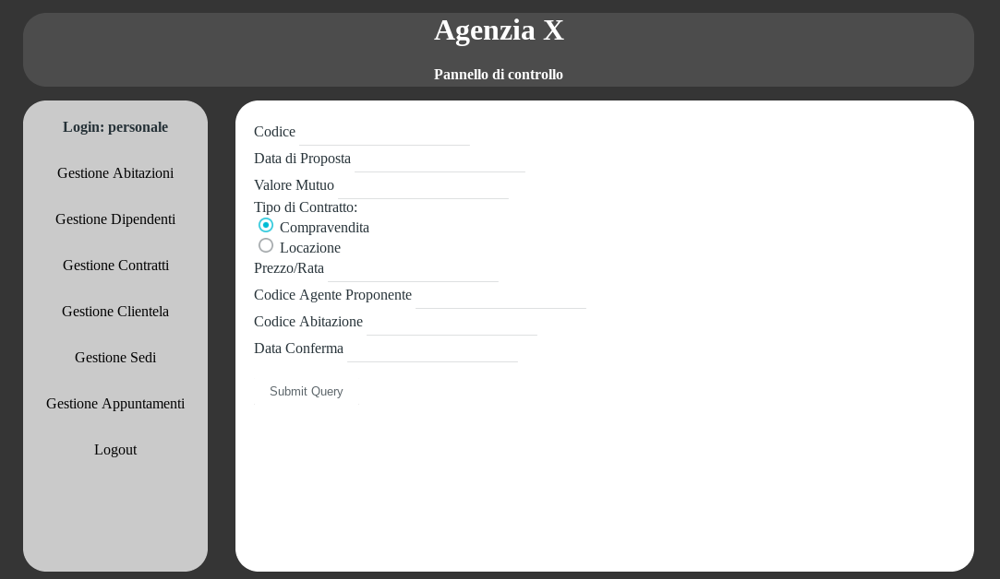 Agenzia X
Pannello di controllo
Login: personale
Gestione Abitazioni
Gestione Dipendenti
Gestione Contratti
Gestione Clientela
Gestione Sedi
Gestione Appuntamenti
Logout
Codice
Data di Proposta
Valore Mutuo
Tipo di Contratto:
Compravendita
Locazione
Prezzo/Rata
Codice Agente Proponente
Codice Abitazione
Data Conferma
Submit Query